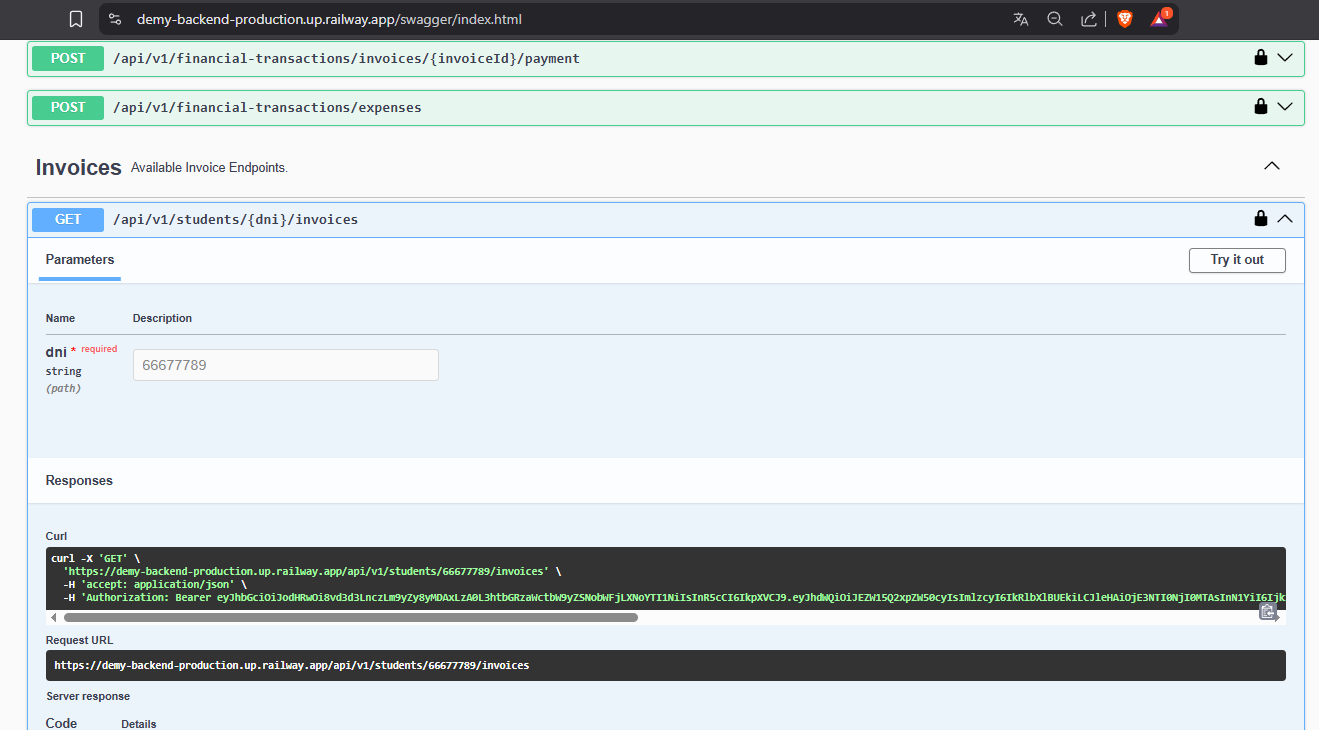 demy-backend-production.up.railway.app/swagger/index.html
1
POST /api/v1/financial-transactions/invoices/{invoiceId}/payment
POST /api/v1/financial-transactions/expenses
Invoices Available Invoice Endpoints.
GET /api/v1/students/{dni}/invoices
Parameters
Try it out
Name Description
dni * required
string
(path)
66677789
Responses
Curl
curl -X 'GET' \
'https://demy-backend-production.up.railway.app/api/v1/students/66677789/invoices' \
-H 'accept: application/json' \
-H 'Authorization: Bearer
Request URL
https://demy-backend-production.up.railway.app/api/v1/students/66677789/invoices
Server response
Code Details